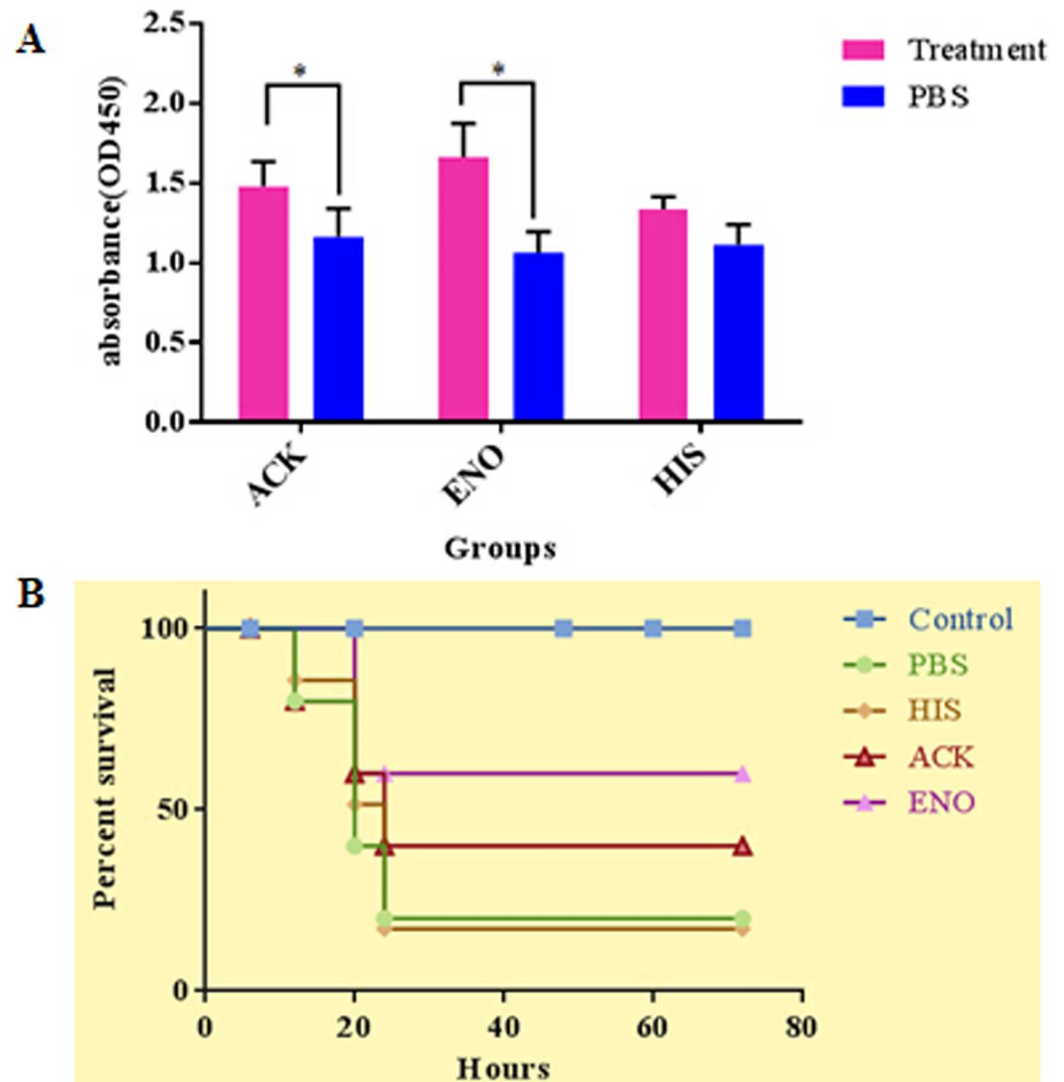 A
2.5
2.0
1.5
1.0
0.5
0.0
absorbance(OD450)
*
*
Treatment
PBS
ACK
ENO
HIS
Groups
B
100
50
0
Percent survival
Control
PBS
HIS
ACK
ENO
0 20 40 60 80
Hours